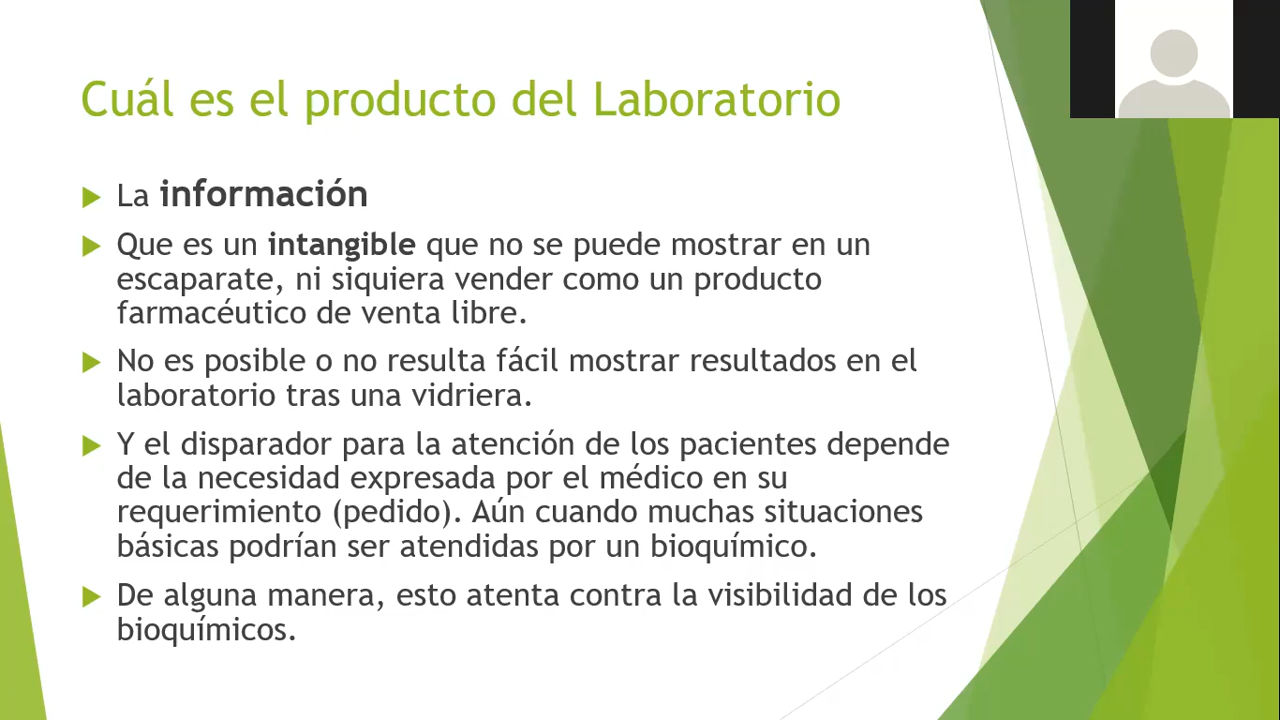 Cuál es el producto del Laboratorio
La información
Que es un intangible que no se puede mostrar en un
escaparate, ni siquiera vender como un producto
farmacéutico de venta libre.
No es posible o no resulta fácil mostrar resultados en el
laboratorio tras una vidriera.
Y el disparador para la atención de los pacientes depende
de la necesidad expresada por el médico en su
requerimiento (pedido). Aún cuando muchas situaciones
básicas podrían ser atendidas por un bioquímico.
De alguna manera, esto atenta contra la visibilidad de los
bioquímicos.